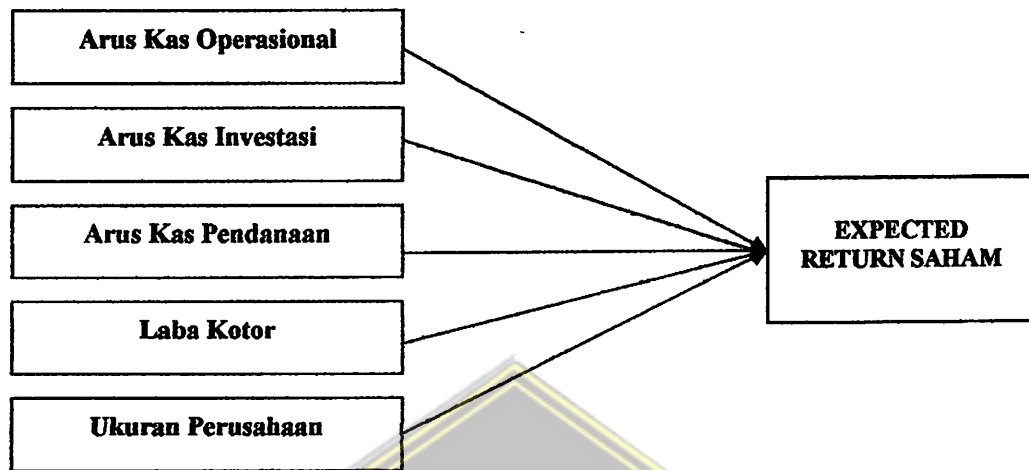 Arus Kas Operasional
Arus Kas Investasi
Arus Kas Pendanaan
Laba Kotor
Ukuran Perusahaan
EXPECTED
RETURN SAHAM